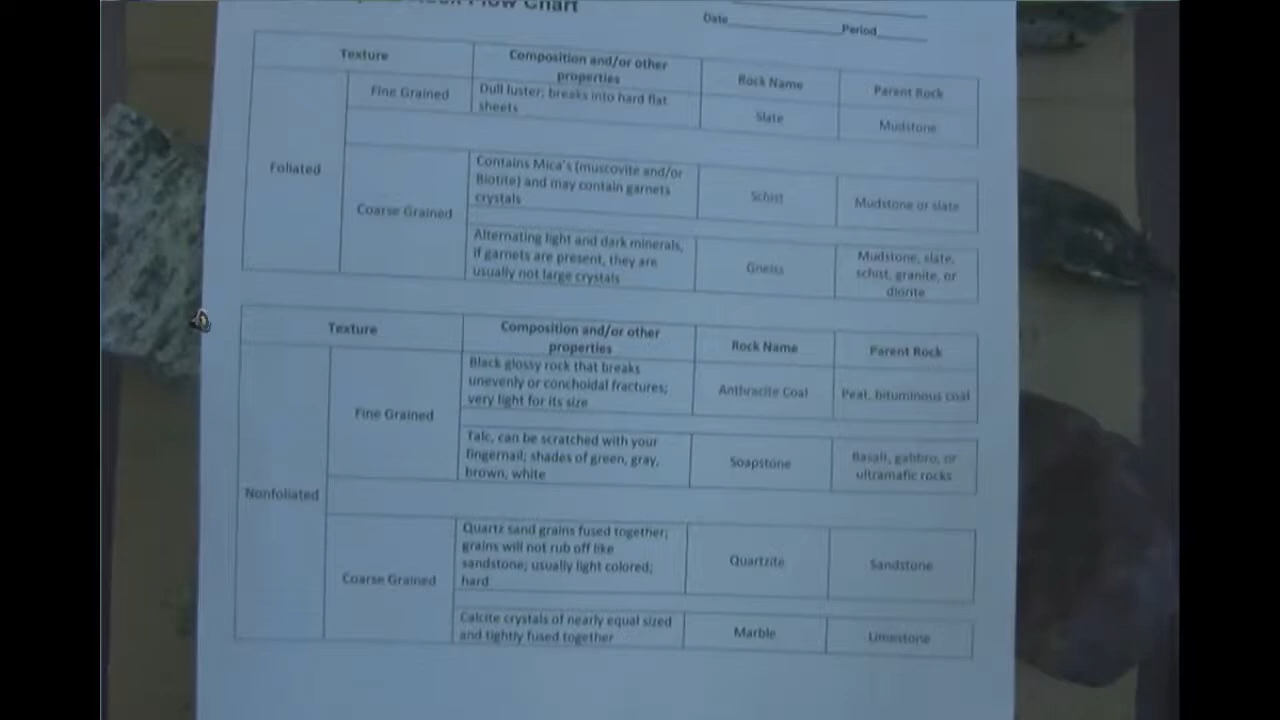 Flow Chart
Date__________Period______
Texture
Composition and/or other
properties
Rock Name
Parent Rock
Foliated
Fine Grained
Dull luster; breaks into hard flat
sheets
Slate
Mudstone
Coarse Grained
Contains Mica's (muscovite and/or
Biotite) and may contain garnets
crystals
Schist
Mudstone or slate
Alternating light and dark minerals,
if garnets are present, they are
usually not large crystals
Gneiss
Mudstone, slate,
schist, granite, or
diorite
Texture
Composition and/or other
properties
Rock Name
Parent Rock
Nonfoliated
Fine Grained
Black glossy rock that breaks
unevenly or conchoidal fractures;
very light for its size
Anthracite Coal
Peat, bituminous coal
Talc, can be scratched with your
fingernail; shades of green, gray,
brown, white
Soapstone
Basalt, gabbro, or
ultramafic rocks
Coarse Grained
Quartz sand grains fused together;
grains will not rub off like
sandstone; usually light colored;
hard
Quartzite
Sandstone
Calcite crystals of nearly equal sized
and tightly fused together
Marble
Limestone